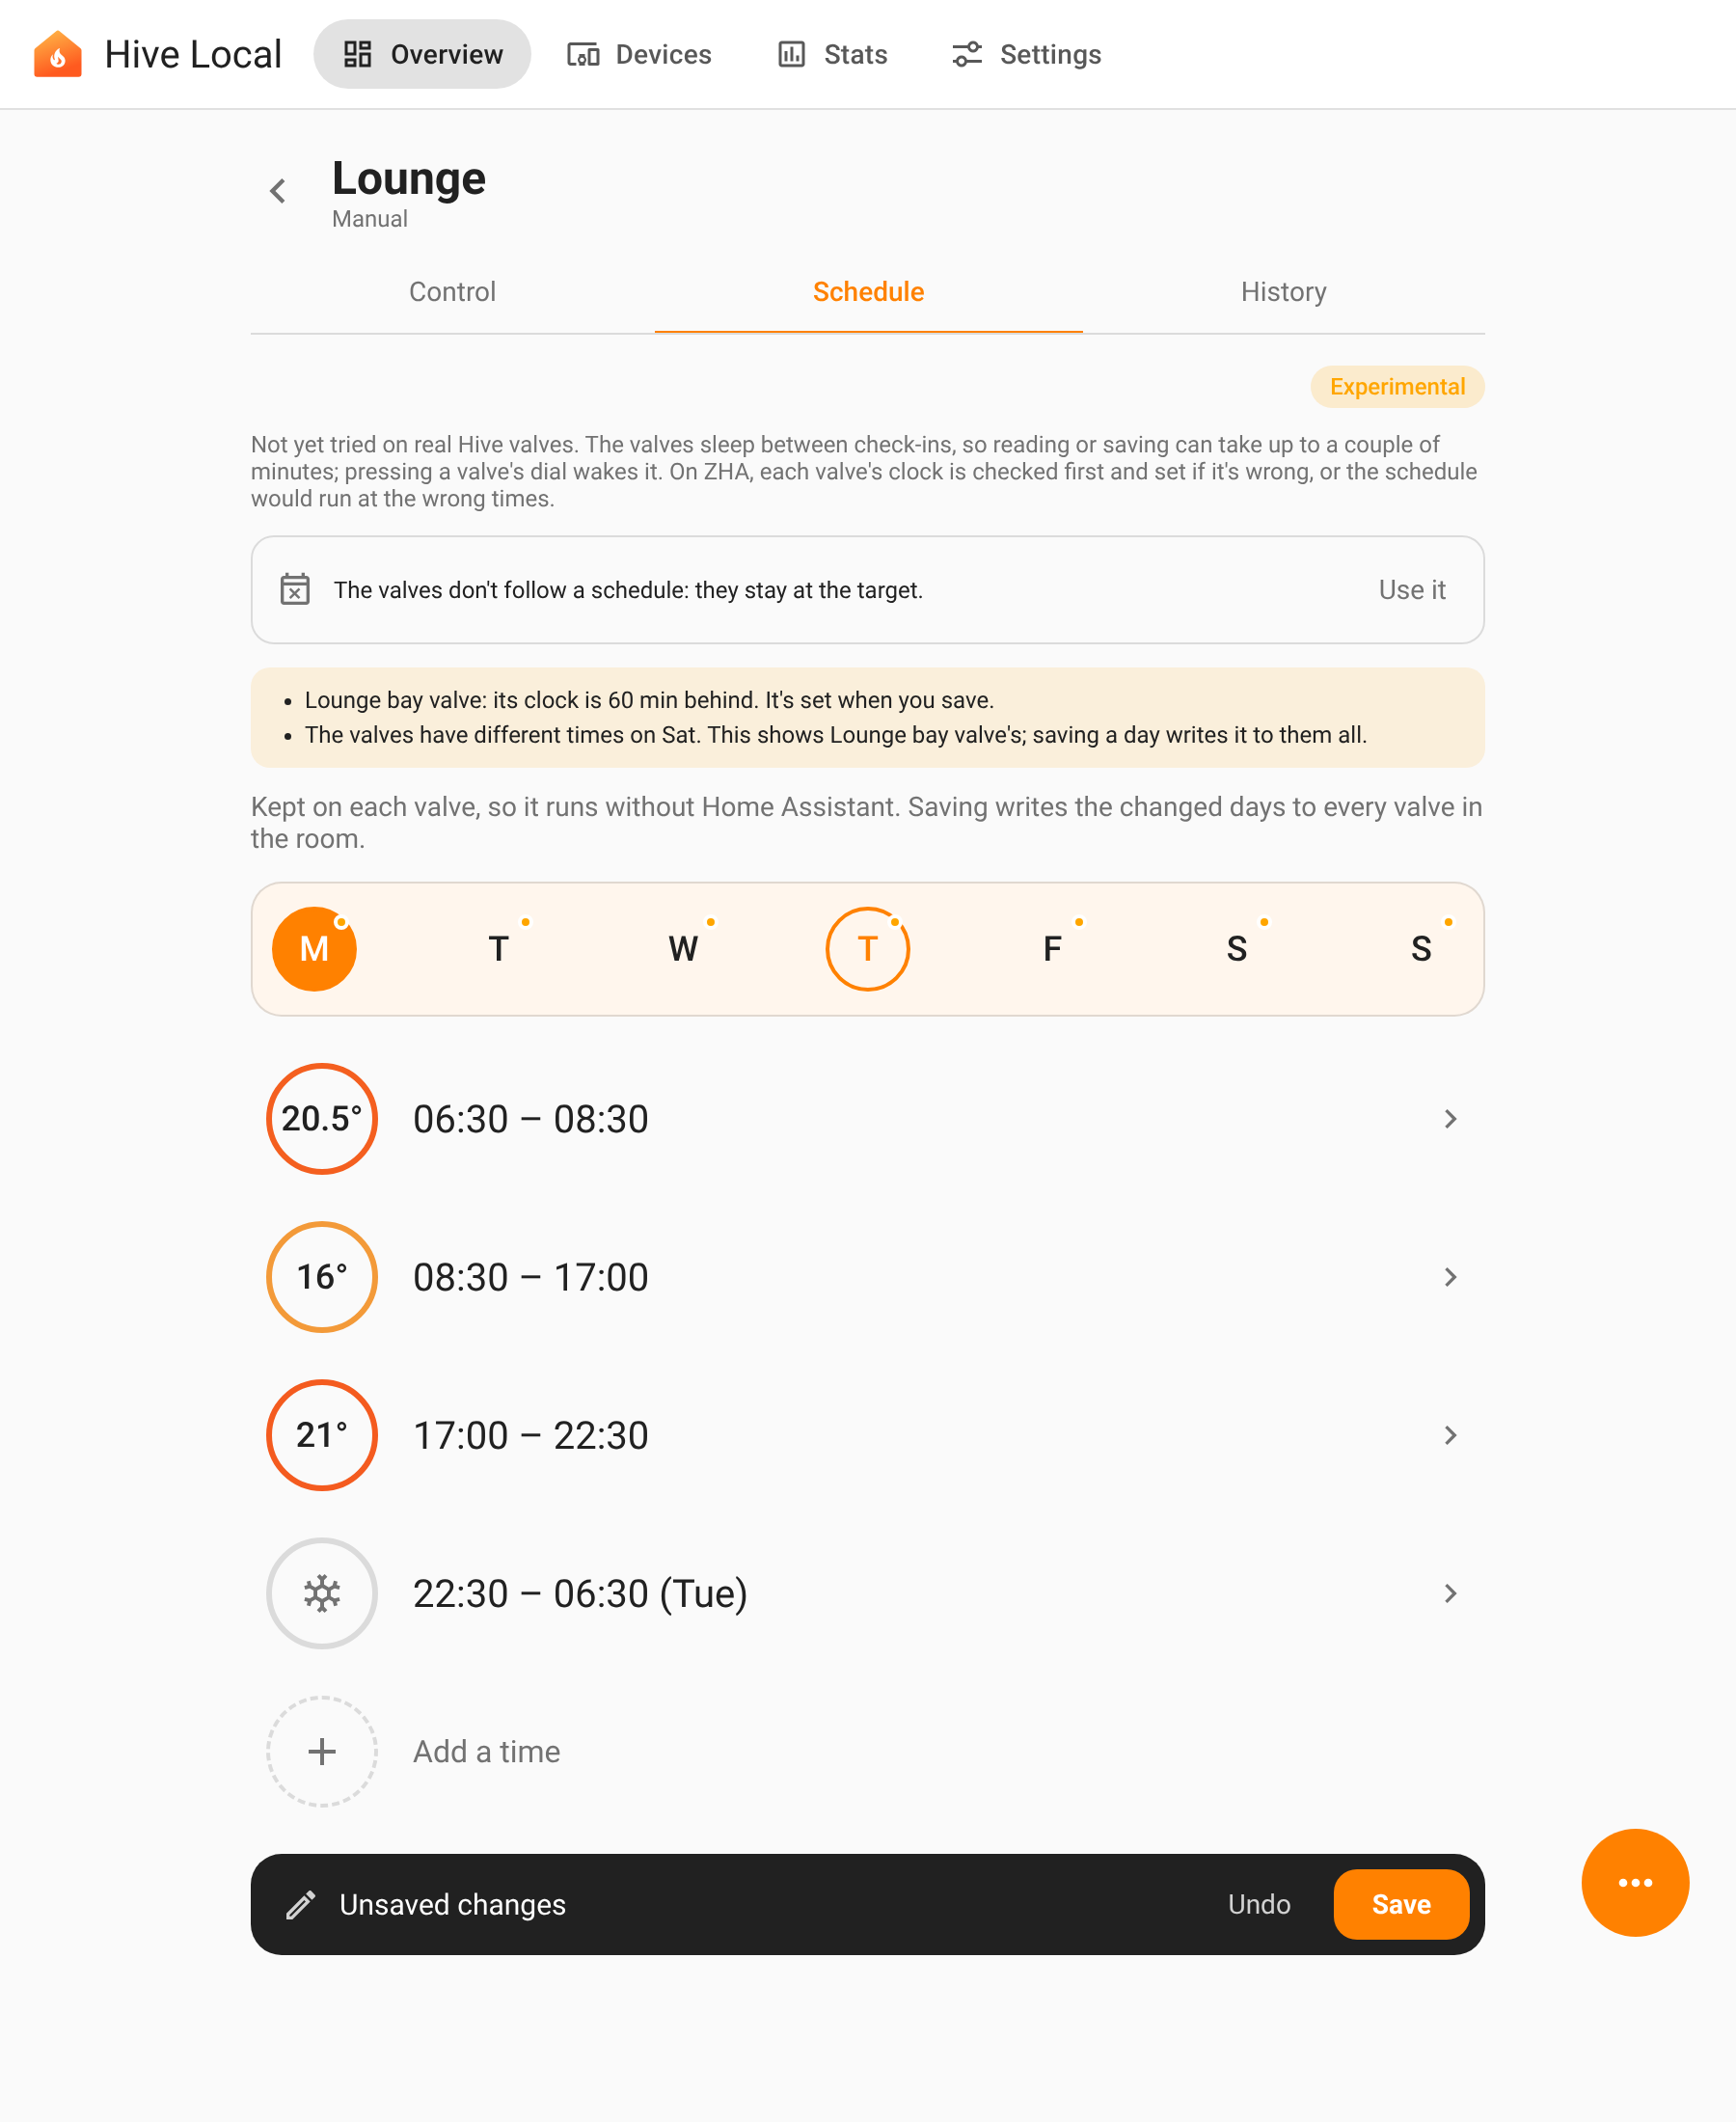 Hive Local
Overview
Devices
Stats
Settings
Lounge
Manual
Control
Schedule
History
Experimental
Not yet tried on real Hive valves. The valves sleep between check-ins, so reading or saving can take up to a couple of
minutes; pressing a valve's dial wakes it. On ZHA, each valve's clock is checked first and set if it's wrong, or the schedule
would run at the wrong times.
The valves don't follow a schedule: they stay at the target.
Use it
• Lounge bay valve: its clock is 60 min behind. It's set when you save.
• The valves have different times on Sat. This shows Lounge bay valve's; saving a day writes it to them all.
Kept on each valve, so it runs without Home Assistant. Saving writes the changed days to every valve in
the room.
M T W T F S S
20.5° 06:30 – 08:30
16° 08:30 – 17:00
21° 17:00 – 22:30
22:30 – 06:30 (Tue)
Add a time
Unsaved changes
Undo
Save